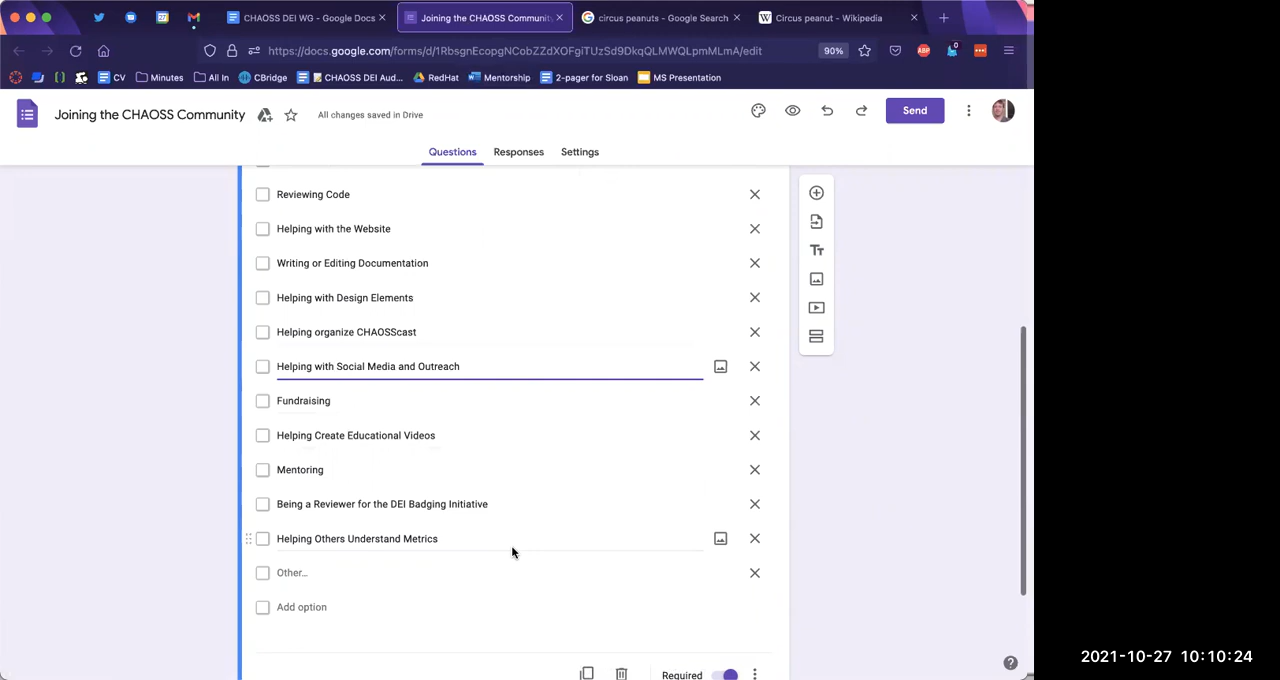 CHAOSS DEI WG - Google Docs
Joining the CHAOSS Communit
circus peanuts - Google Search
Circus peanut - Wikipedia
https://docs.google.com/forms/d/1RbsgnEcopgNCobZZdXOFgiTUzSd9DkqQLMWQLpmMLmA/edit
90%
CV
Minutes
All In
CBridge
CHAOSS DEI Aud...
RedHat
Mentorship
2-pager for Sloan
MS Presentation
Joining the CHAOSS Community
All changes saved in Drive
Send
Questions
Responses
Settings
Reviewing Code
Helping with the Website
Writing or Editing Documentation
Helping with Design Elements
Helping organize CHAOSScast
Helping with Social Media and Outreach
Fundraising
Helping Create Educational Videos
Mentoring
Being a Reviewer for the DEI Badging Initiative
Helping Others Understand Metrics
Other...
Add option
Required
2021-10-27 10:10:24